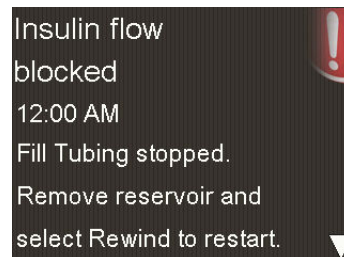 Insulin flow
blocked
12:00 AM
Fill Tubing stopped.
Remove reservoir and
select Rewind to restart.